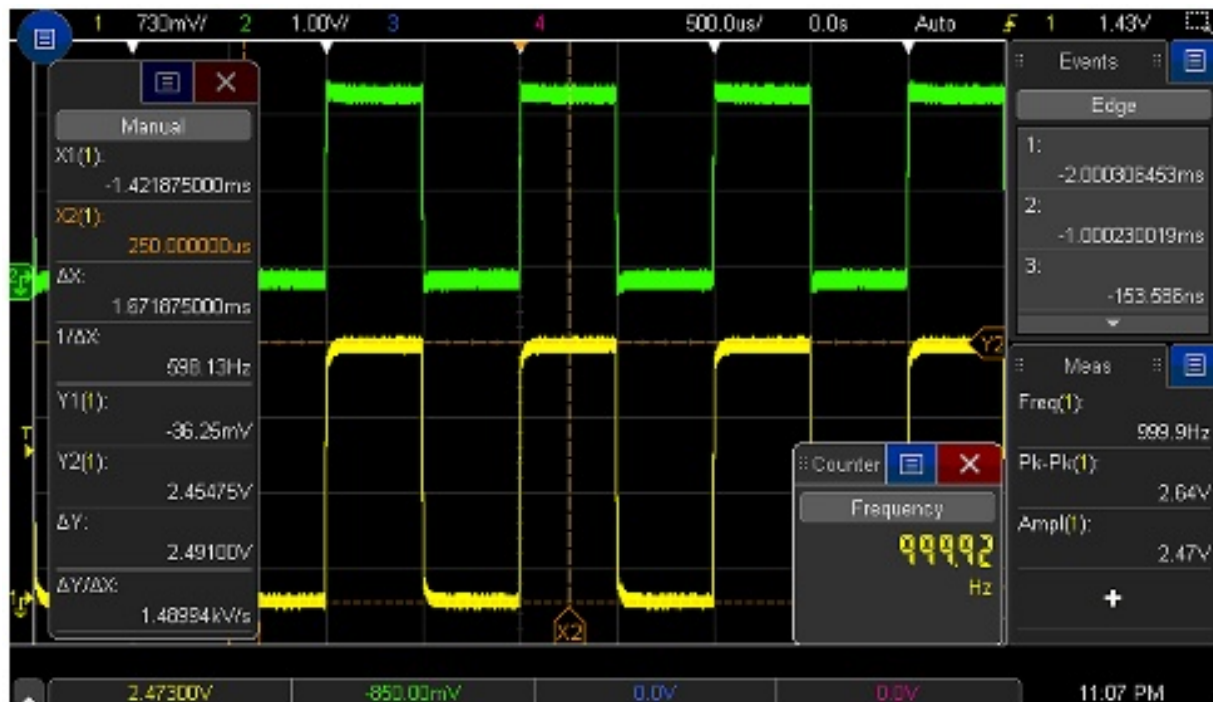 1 730mV/ 2 1.00V/ 3 4 500.0us/ 0.0s Auto 1 1.43V
Manual
X1(1):
-1.421875000ms
X2(1):
250.000000us
ΔX:
1.671875000ms
1/ΔX:
598.13Hz
Y1(1):
-36.25mV
Y2(1):
2.45475V
ΔY:
2.49100V
ΔY/ΔX:
1.48994kV/s
2
T
1
Y2
X2
Counter
Frequency
999.92
Hz
Events
Edge
1:
-2.000306453ms
2:
-1.000230019ms
3:
-153.586ns
Meas
Freq(1):
999.9Hz
Pk-Pk(1):
2.64V
Ampl(1):
2.47V
+
2.47300V -850.00mV 0.0V 0.0V 11:07 PM